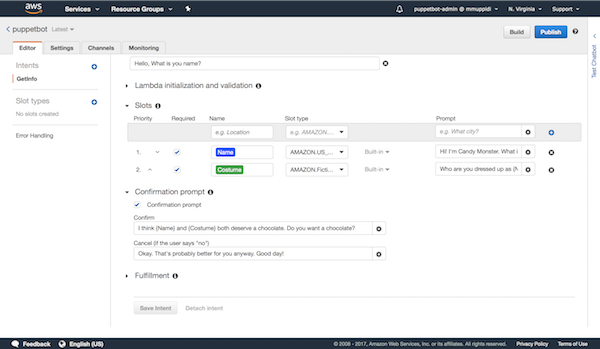 aws Services Resource Groups puppetbot-admin @ mmuppidi N. Virginia Support
puppetbot Latest Build Publish
Editor Settings Channels Monitoring
Test Chatbot
Intents
GetInfo
Slot types
No slots created
Error Handling
Hello, What is you name?
Lambda initialization and validation
Slots
Priority Required Name Slot type Prompt
e.g. Location e.g. AMAZON.... e.g. What city?
1. Name AMAZON.US_... Built-in HI! I'm Candy Monster. What i
2. Costume AMAZON.Ficti... Built-in Who are you dressed up as {N
Confirmation prompt
Confirmation prompt
Confirm
I think {Name} and {Costume} both deserve a chocolate. Do you want a chocolate?
Cancel (if the user says "no")
Okay. That's probably better for you anyway. Good day!
Fulfillment
Save Intent Detach intent
Feedback English (US) © 2008 - 2017, Amazon Web Services, Inc. or its affiliates. All rights reserved. Privacy Policy Terms of Use